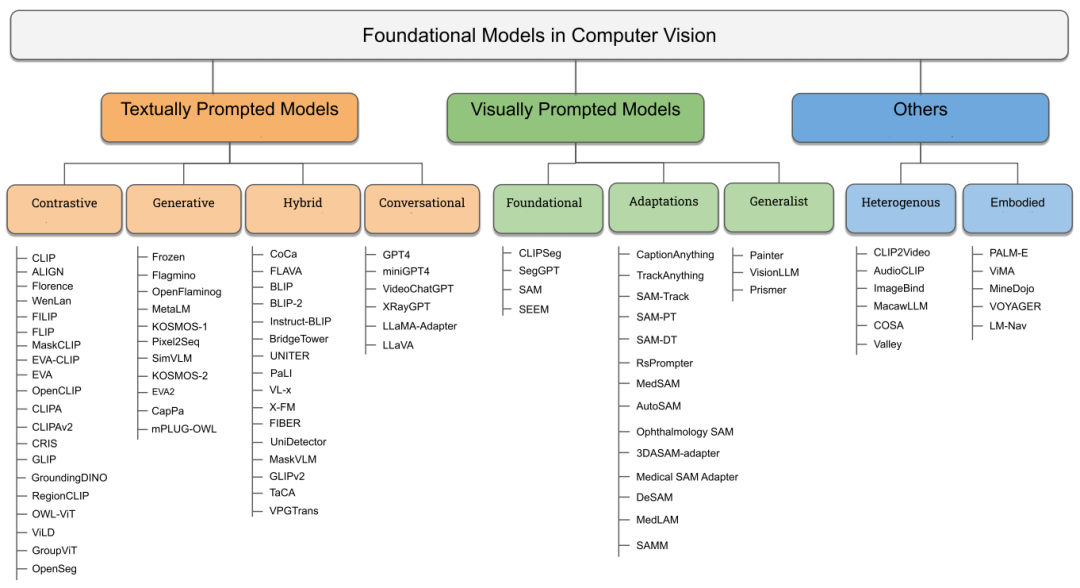 Foundational Models in Computer Vision
Textually Prompted Models
Visually Prompted Models
Others
Contrastive
Generative
Hybrid
Conversational
Foundational
Adaptations
Generalist
Heterogenous
Embodied
CLIP
ALIGN
Florence
WenLan
FILIP
FLIP
MaskCLIP
EVA-CLIP
EVA
OpenCLIP
CLIPA
CLIPAv2
CRIS
GLIP
GroundingDINO
RegionCLIP
OWL-ViT
ViLD
GroupViT
OpenSeg
Frozen
Flagmino
OpenFlaminog
MetaLM
KOSMOS-1
Pixel2Seq
SimVLM
KOSMOS-2
EVA2
CapPa
mPLUG-OWL
CoCa
FLAVA
BLIP
BLIP-2
Instruct-BLIP
BridgeTower
UNITER
PaLI
VL-x
X-FM
FIBER
UniDetector
MaskVLM
GLIPv2
TaCA
VPGTrans
GPT4
miniGPT4
VideoChatGPT
XRayGPT
LLaMA-Adapter
LLaVA
CLIPSeg
SegGPT
SAM
SEEM
CaptionAnything
TrackAnything
SAM-Track
SAM-PT
SAM-DT
RsPrompter
MedSAM
AutoSAM
Ophthalmology SAM
3DASAM-adapter
Medical SAM Adapter
DeSAM
MedLAM
SAMM
Painter
VisionLLM
Prismer
CLIP2Video
AudioCLIP
ImageBind
MacawLLM
COSA
Valley
PALM-E
ViMA
MineDojo
VOYAGER
LM-Nav